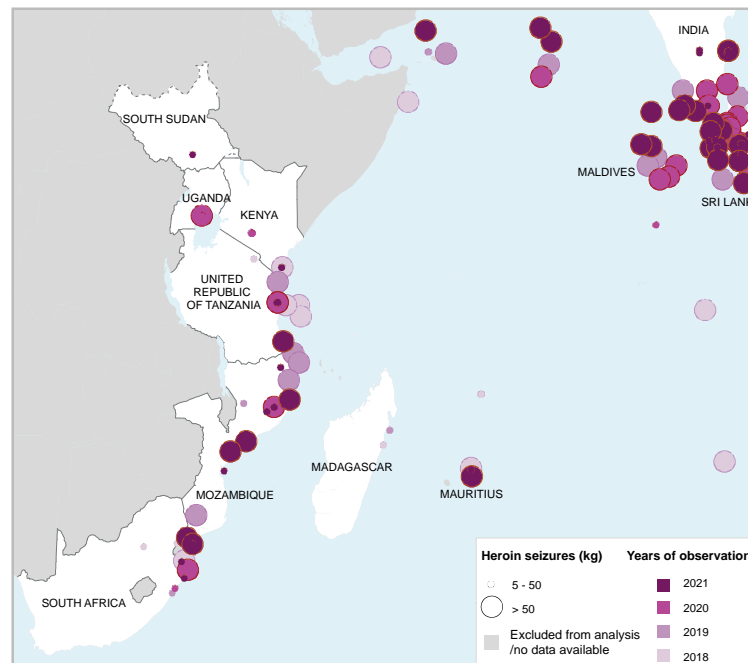 INDIA
SOUTH SUDAN
MALDIVES
UGANDA
KENYA
SRI LANK
UNITED
REPUBLIC
OF TANZANIA
MADAGASCAR
MAURITIUS
MOZAMBIQUE
SOUTH AFRICA
Heroin seizures (kg)
5 - 50
> 50
Excluded from analysis
/no data available
Years of observation
2021
2020
2019
2018